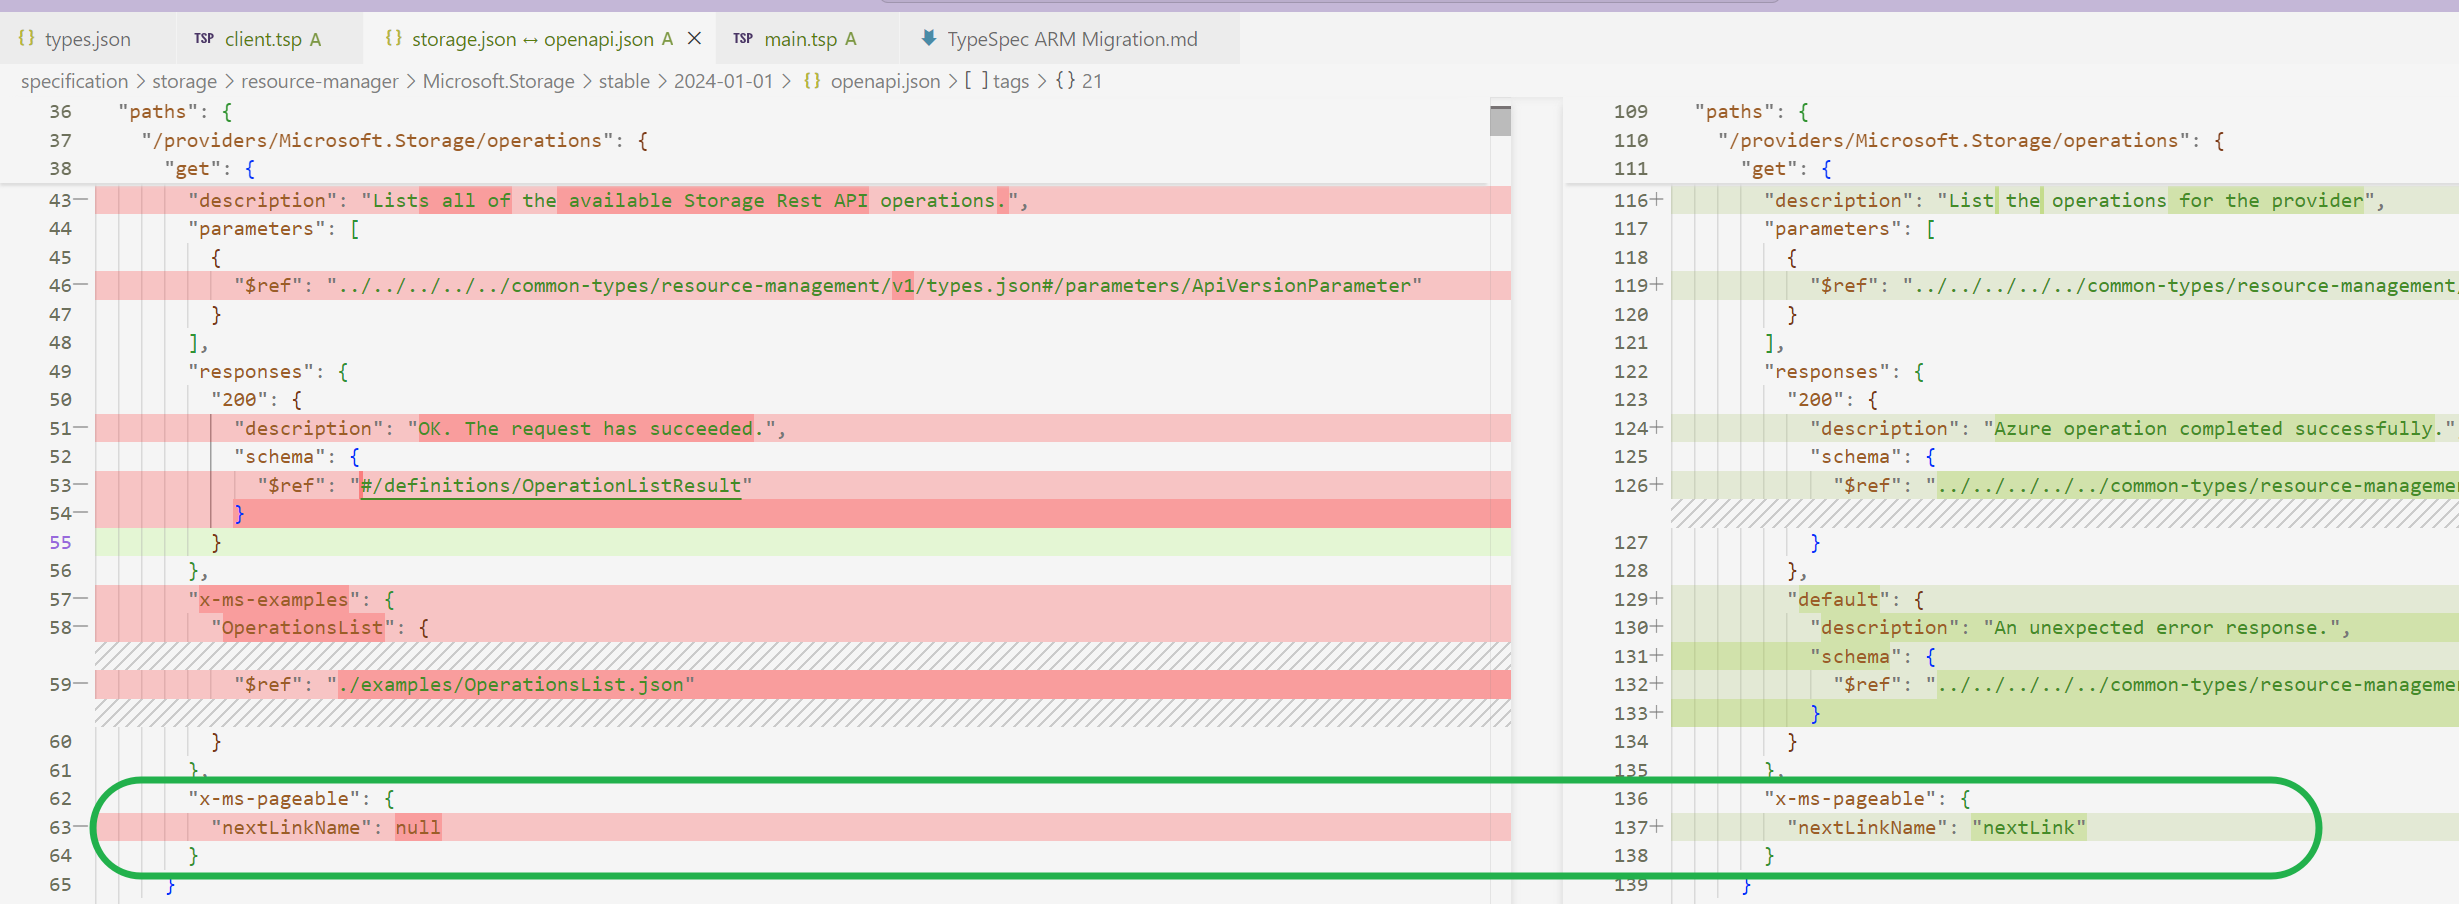 {} types.json TSP client.tsp A {} storage.json ↔ openapi.json A × TSP main.tsp A TypeSpec ARM Migration.md
specification > storage > resource-manager > Microsoft.Storage > stable > 2024-01-01 > {} openapi.json > [ ] tags > {} 21
36 "paths": {
37 "/providers/Microsoft.Storage/operations": {
38 "get": {
43— "description": "Lists all of the available Storage Rest API operations.",
44 "parameters": [
45 {
46— "$ref": "../../../../../common-types/resource-management/v1/types.json#/parameters/ApiVersionParameter"
47 }
48 ],
49 "responses": {
50 "200": {
51— "description": "OK. The request has succeeded.",
52 "schema": {
53— "$ref": "#/definitions/OperationListResult"
54— }
55 }
56 },
57— "x-ms-examples": {
58— "OperationsList": {
59— "$ref": "./examples/OperationsList.json"
60 }
61 },
62 "x-ms-pageable": {
63— "nextLinkName": null
64 }
65 }
109 "paths": {
110 "/providers/Microsoft.Storage/operations": {
111 "get": {
116+ "description": "List the operations for the provider",
117 "parameters": [
118 {
119+ "$ref": "../../../../../common-types/resource-management/
120 }
121 ],
122 "responses": {
123 "200": {
124+ "description": "Azure operation completed successfully."
125 "schema": {
126+ "$ref": "../../../../../common-types/resource-manageme
127 }
128 },
129+ "default": {
130+ "description": "An unexpected error response.",
131+ "schema": {
132+ "$ref": "../../../../../common-types/resource-manageme
133+ }
134 }
135 },
136 "x-ms-pageable": {
137+ "nextLinkName": "nextLink"
138 }
139 }